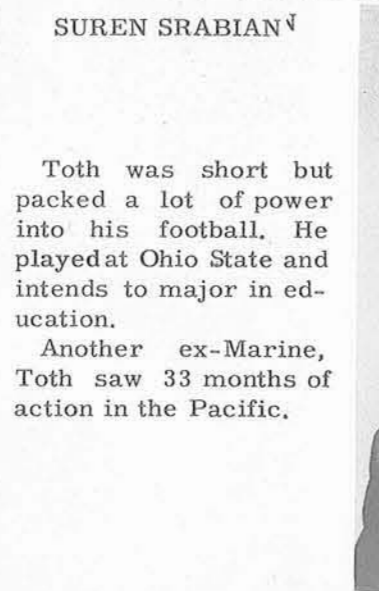 SUREN SRABIAN
Toth was short but
packed a lot of power
into his football. He
played at Ohio State and
intends to major in ed-
ucation.
Another ex-Marine,
Toth saw 33 months of
action in the Pacific.